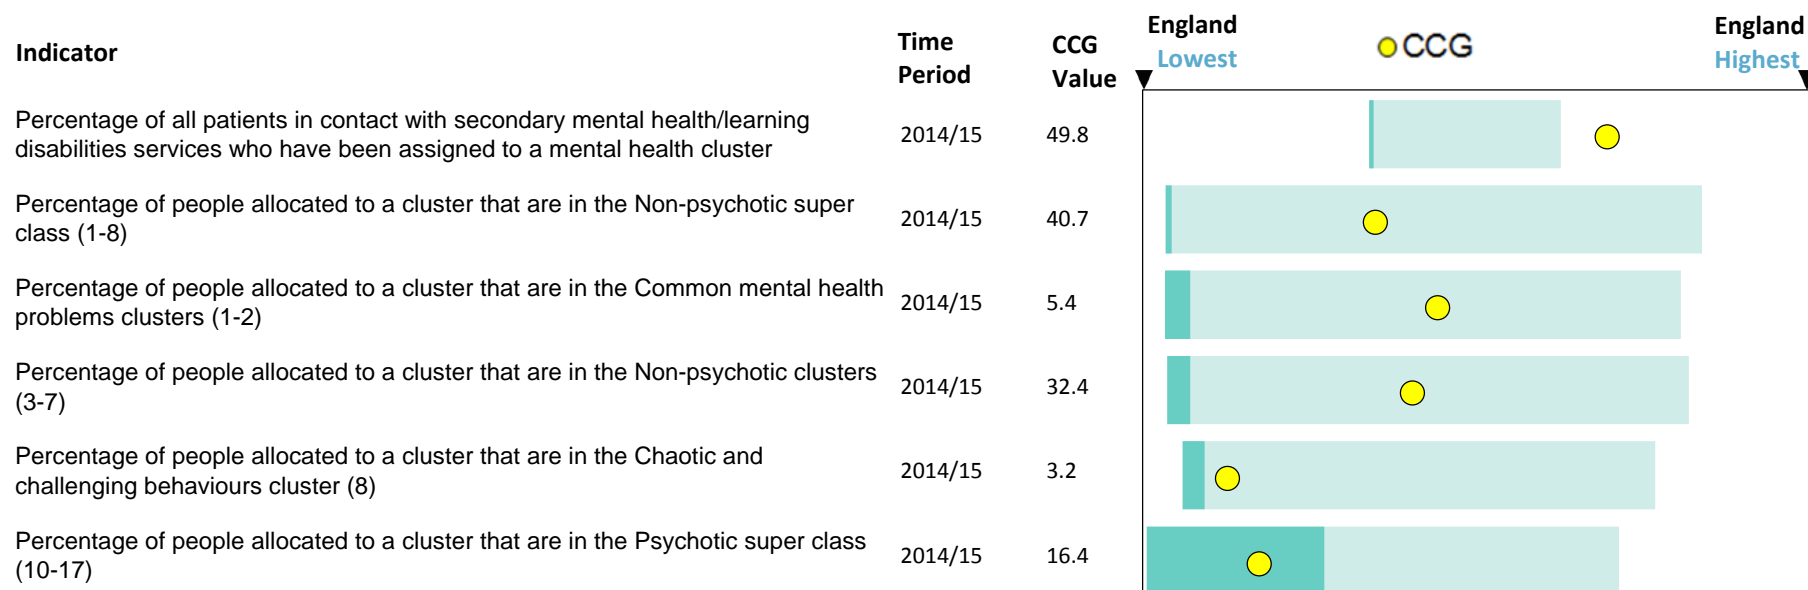 Indicator
Time
Period
CCG
Value
England
Lowest
CCG
England
Highest
Percentage of all patients in contact with secondary mental health/learning
disabilities services who have been assigned to a mental health cluster
2014/15
49.8
Percentage of people allocated to a cluster that are in the Non-psychotic super
class (1-8)
2014/15
40.7
Percentage of people allocated to a cluster that are in the Common mental health
problems clusters (1-2)
2014/15
5.4
Percentage of people allocated to a cluster that are in the Non-psychotic clusters
(3-7)
2014/15
32.4
Percentage of people allocated to a cluster that are in the Chaotic and
challenging behaviours cluster (8)
2014/15
3.2
Percentage of people allocated to a cluster that are in the Psychotic super class
(10-17)
2014/15
16.4